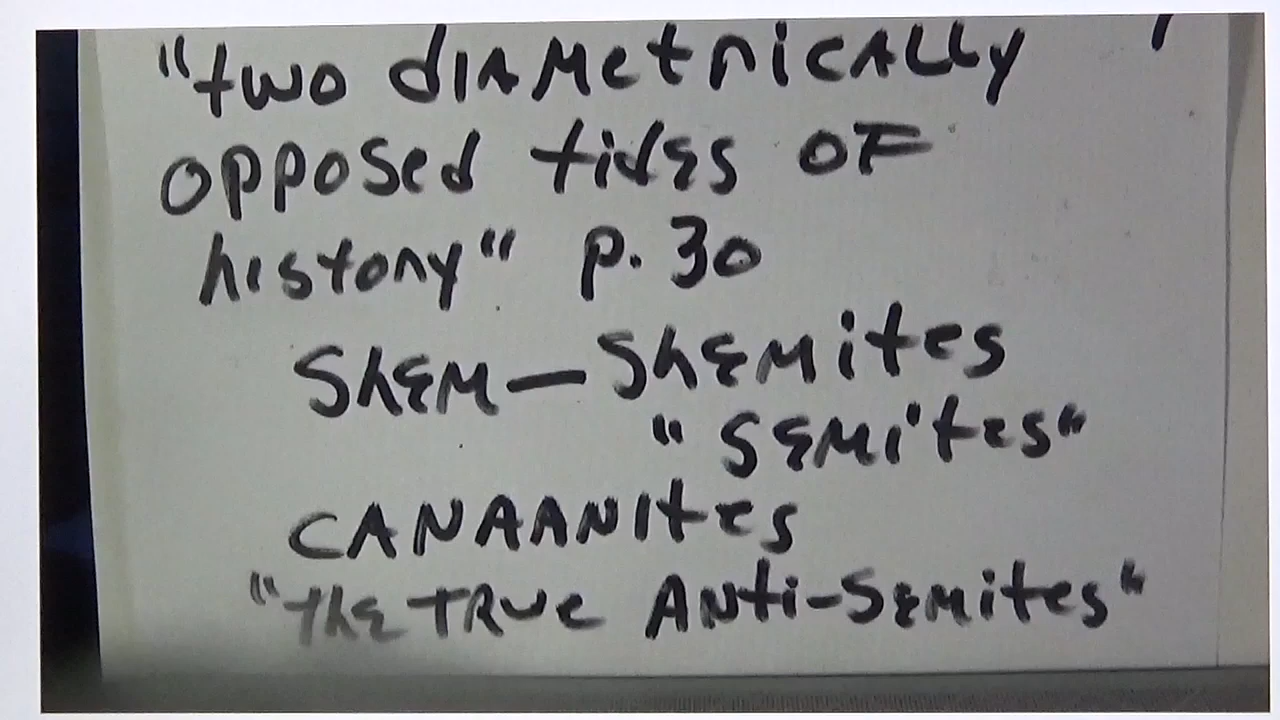 "two diametrically
opposed tides of
history" p. 30
Shem — Shemites
"Semites"
CANAANites
"The TRUE Anti-Semites"